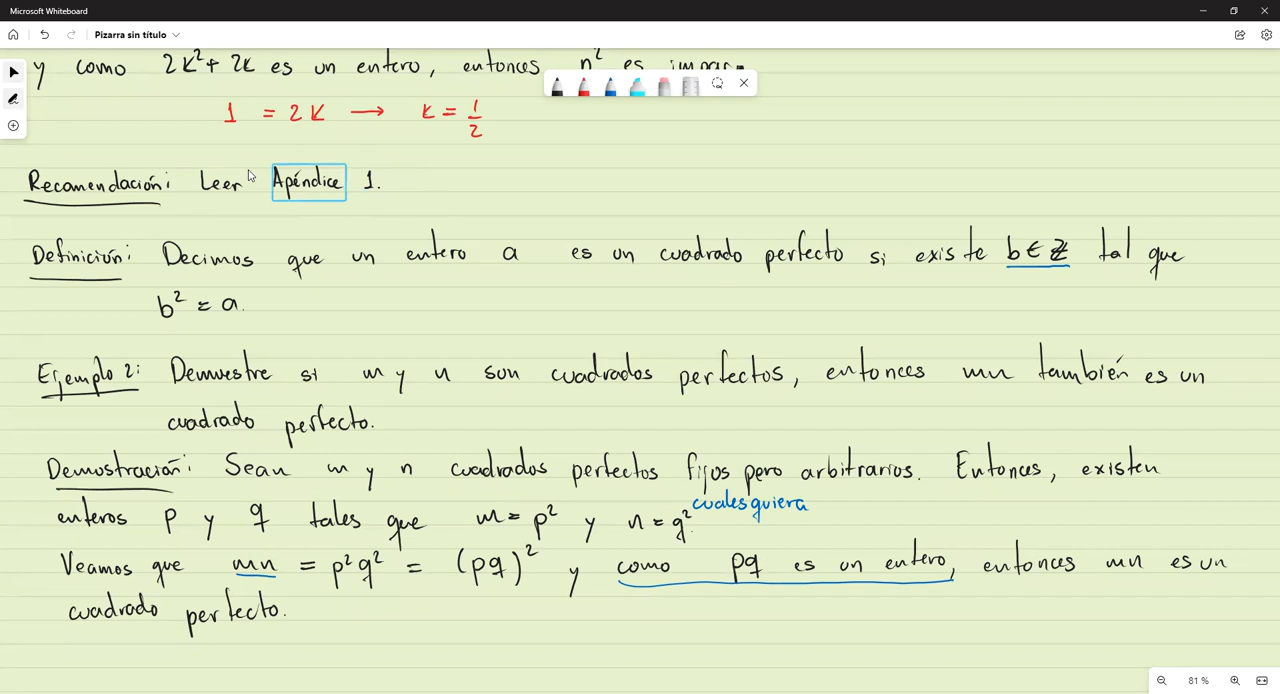 Microsoft Whiteboard
Pizarra sin título
y como 2k²+2k es un entero, entonces n² es impar.
1 = 2k → k = 1/2
Recomendación: Leer Apéndice 1.
Definición: Decimos que un entero a es un cuadrado perfecto si existe b∈ℤ tal que
b² = a.
Ejemplo 2: Demuestre si m y n son cuadrados perfectos, entonces mn también es un
cuadrado perfecto.
Demostración: Sean m y n cuadrados perfectos fijos pero arbitrarios. Entonces, existen
cualesquiera
enteros p y q tales que m = p² y n = q².
Veamos que mn = p²q² = (pq)² y como pq es un entero, entonces mn es un
cuadrado perfecto.
81 %